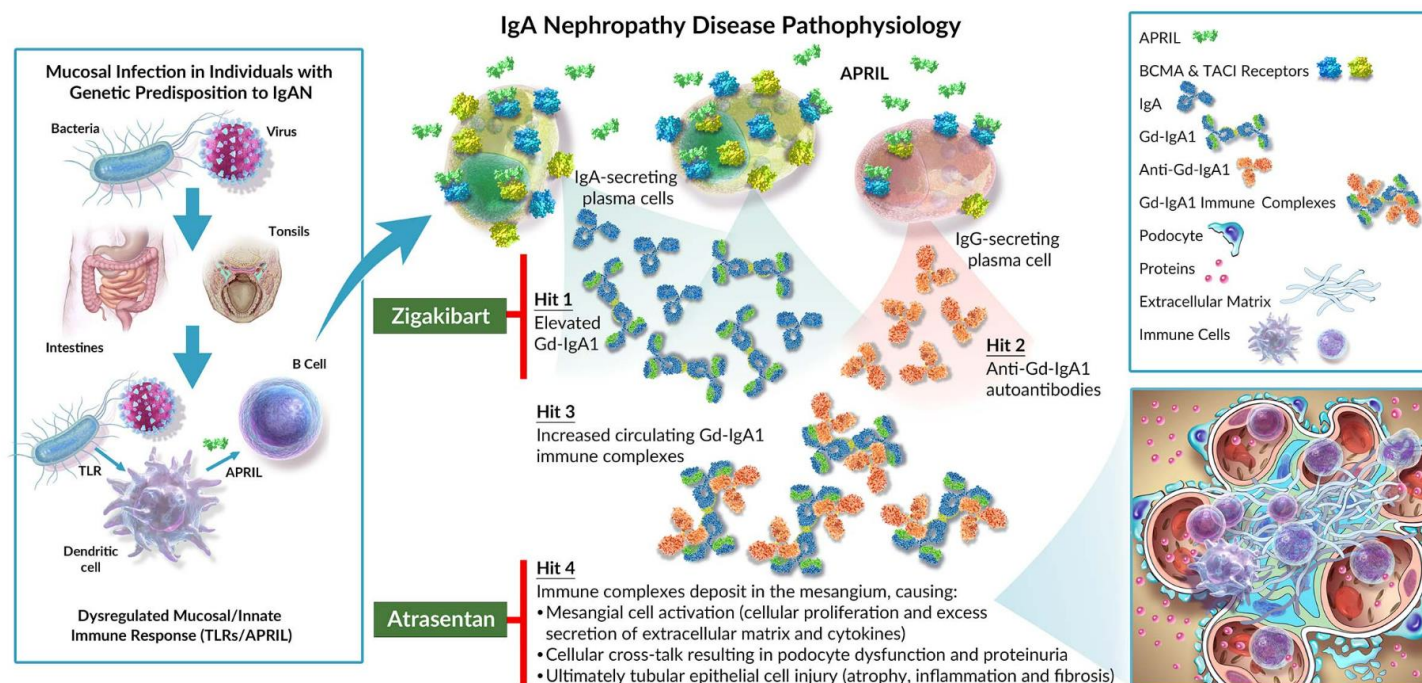 IgA Nephropathy Disease Pathophysiology
Mucosal Infection in Individuals with
Genetic Predisposition to IgAN
Bacteria
Virus
Tonsils
Intestines
B Cell
TLR
APRIL
Dendritic
cell
Dysregulated Mucosal/Innate
Immune Response (TLRs/APRIL)
APRIL
IgA-secreting
plasma cells
IgG-secreting
plasma cell
Zigakibart
Hit 1
Elevated
Gd-IgA1
Hit 2
Anti-Gd-IgA1
autoantibodies
Hit 3
Increased circulating Gd-IgA1
immune complexes
Atrasentan
Hit 4
Immune complexes deposit in the mesangium, causing:
• Mesangial cell activation (cellular proliferation and excess
secretion of extracellular matrix and cytokines)
• Cellular cross-talk resulting in podocyte dysfunction and proteinuria
• Ultimately tubular epithelial cell injury (atrophy, inflammation and fibrosis)
APRIL
BCMA & TACI Receptors
IgA
Gd-IgA1
Anti-Gd-IgA1
Gd-IgA1 Immune Complexes
Podocyte
Proteins
Extracellular Matrix
Immune Cells